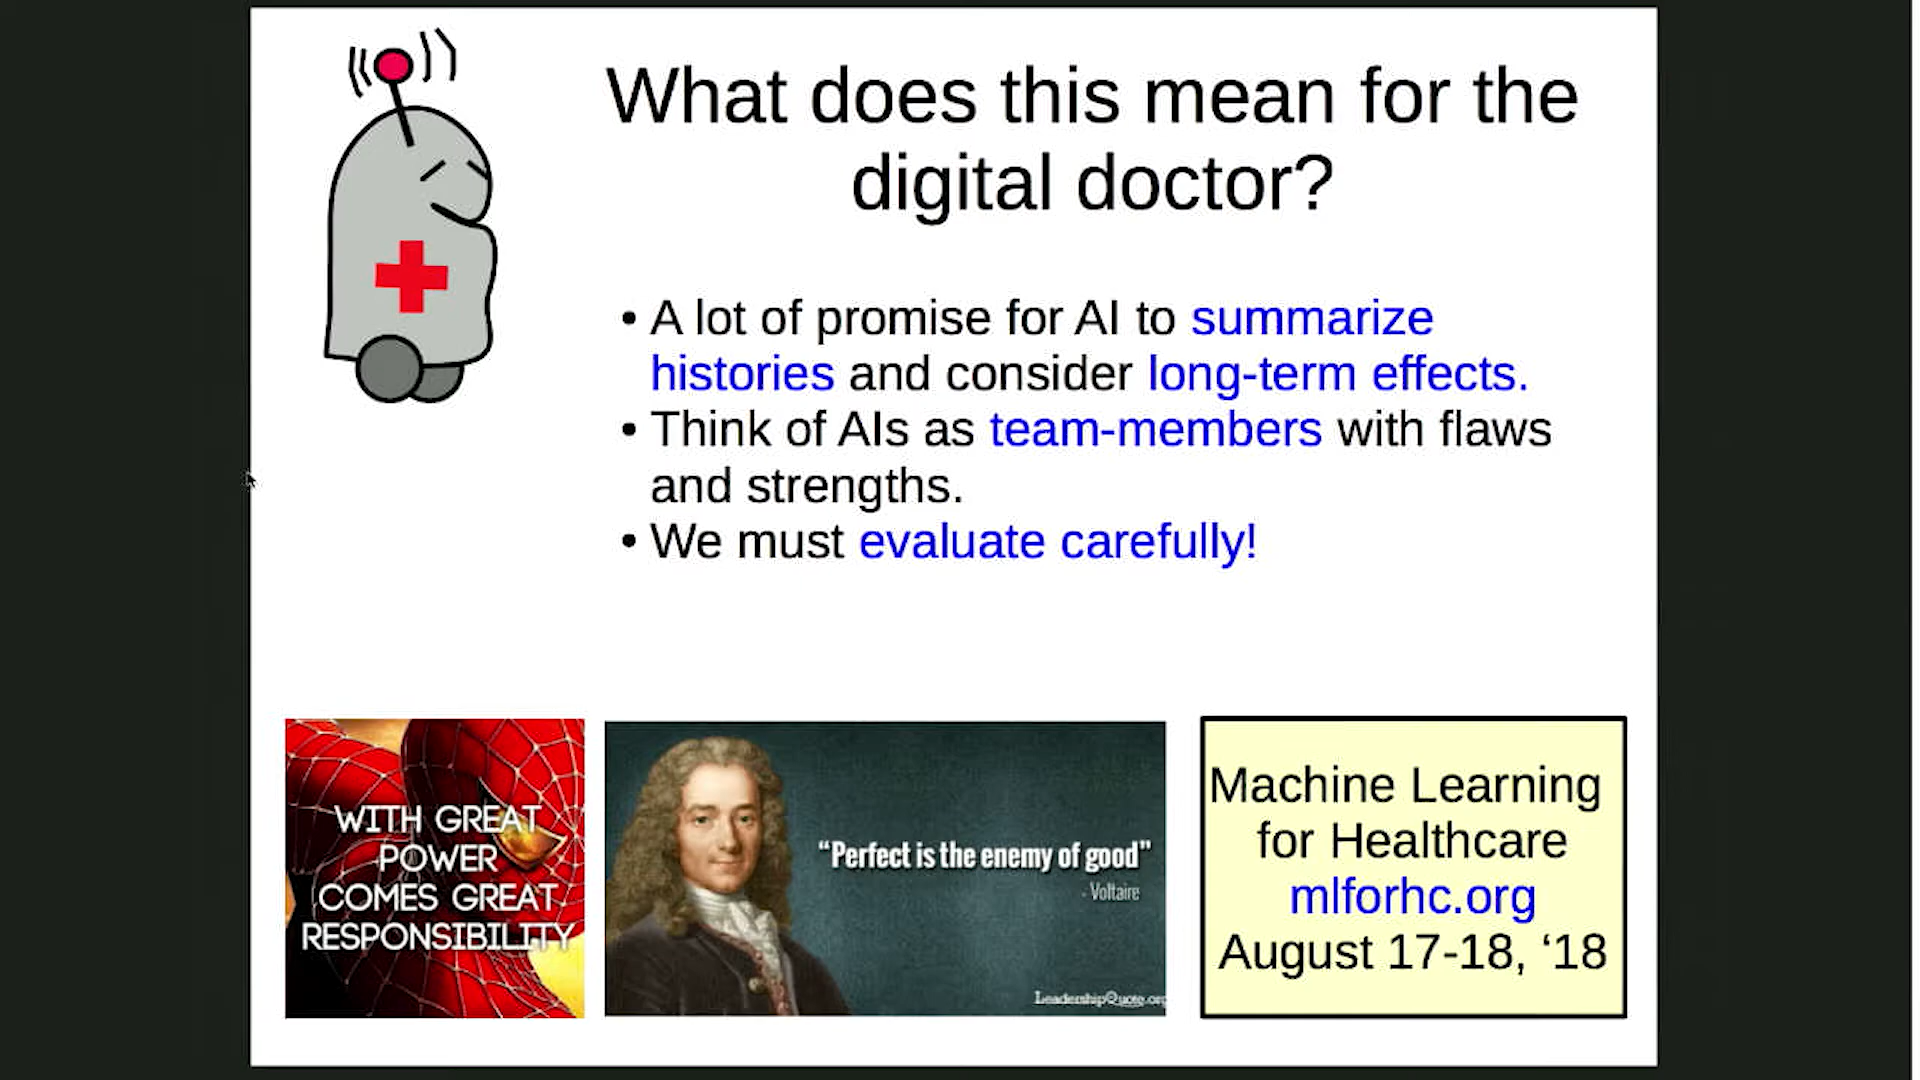 What does this mean for the
digital doctor?
• A lot of promise for AI to summarize
histories and consider long-term effects.
• Think of AIs as team-members with flaws
and strengths.
• We must evaluate carefully!
WITH GREAT
POWER
COMES GREAT
RESPONSIBILITY
“Perfect is the enemy of good”
- Voltaire
LeadershipQuote.org
Machine Learning
for Healthcare
mlforhc.org
August 17-18, ‘18